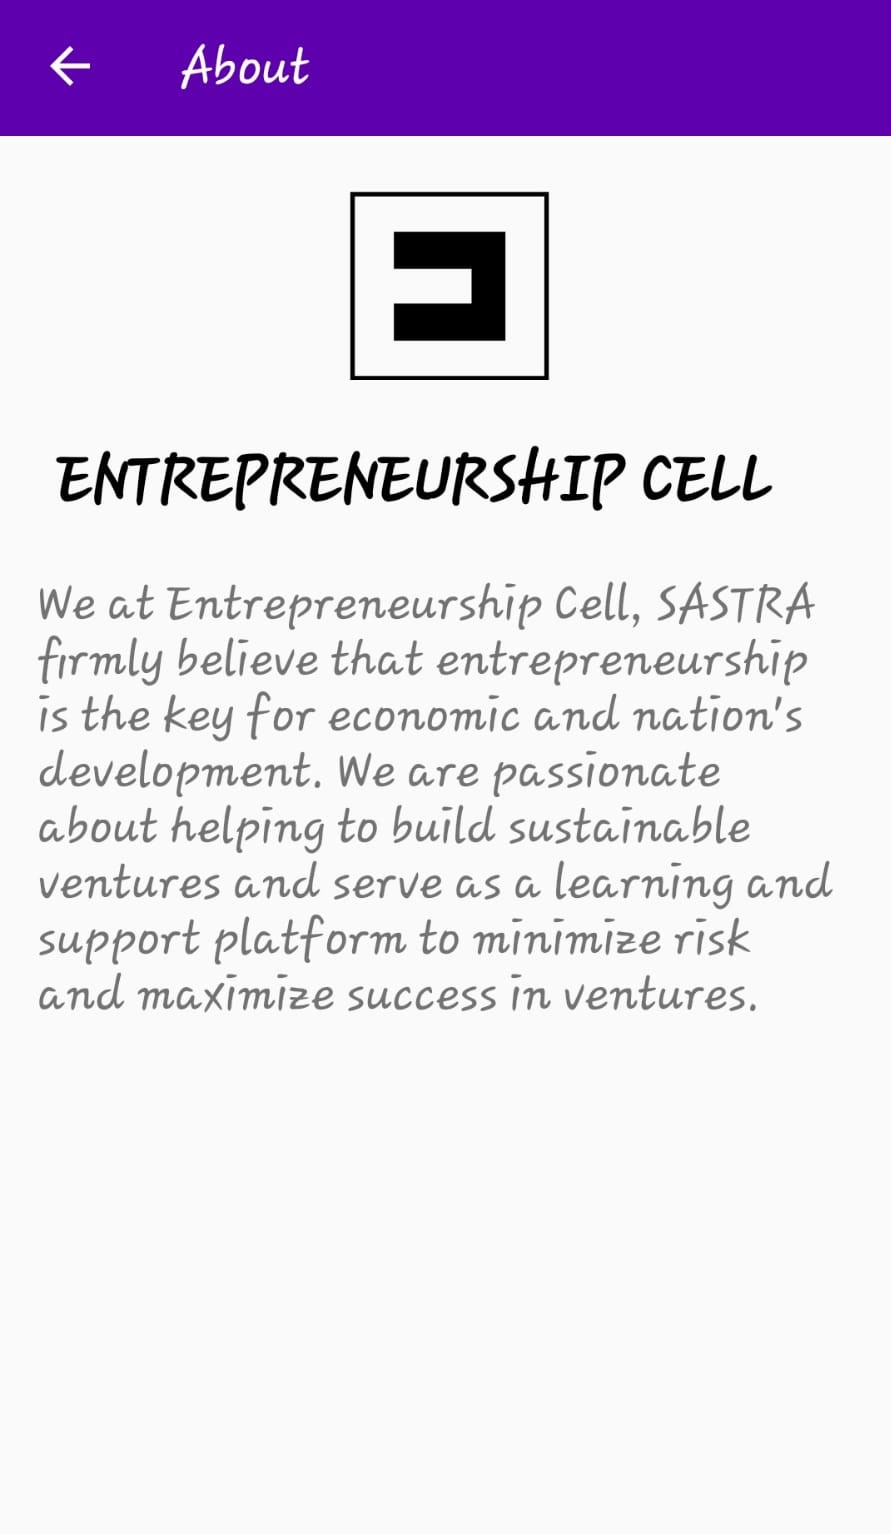 About
ENTREPRENEURSHIP CELL
We at Entrepreneurship Cell, SASTRA
firmly believe that entrepreneurship
is the key for economic and nation's
development. We are passionate
about helping to build sustainable
ventures and serve as a learning and
support platform to minimize risk
and maximize success in ventures.